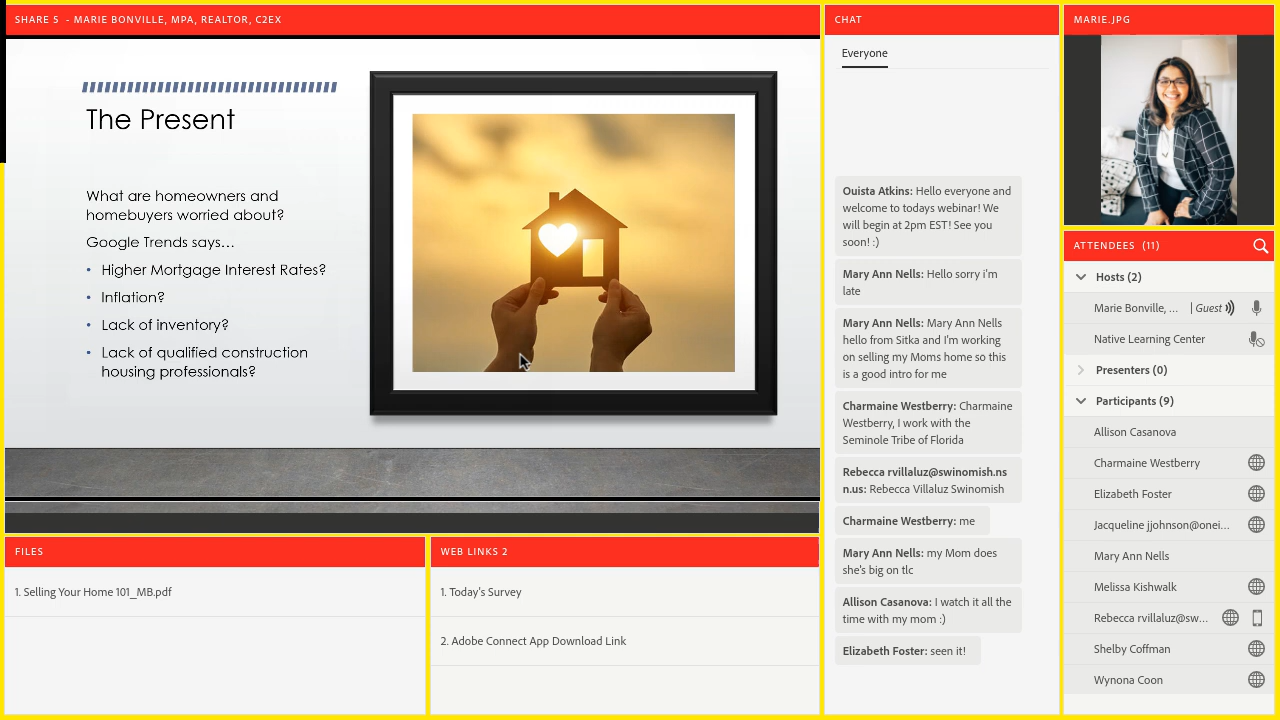 SHARE 5 - MARIE BONVILLE, MPA, REALTOR, C2EX
The Present
What are homeowners and
homebuyers worried about?
Google Trends says…
• Higher Mortgage Interest Rates?
• Inflation?
• Lack of inventory?
• Lack of qualified construction
housing professionals?
FILES
1. Selling Your Home 101_MB.pdf
WEB LINKS 2
1. Today's Survey
2. Adobe Connect App Download Link
CHAT
Everyone
Ouista Atkins: Hello everyone and
welcome to todays webinar! We
will begin at 2pm EST! See you
soon! :)
Mary Ann Nells: Hello sorry i'm
late
Mary Ann Nells: Mary Ann Nells
hello from Sitka and I'm working
on selling my Moms home so this
is a good intro for me
Charmaine Westberry: Charmaine
Westberry, I work with the
Seminole Tribe of Florida
Rebecca rvillaluz@swinomish.ns
n.us: Rebecca Villaluz Swinomish
Charmaine Westberry: me
Mary Ann Nells: my Mom does
she's big on tlc
Allison Casanova: I watch it all the
time with my mom :)
Elizabeth Foster: seen it!
MARIE.JPG
ATTENDEES (11)
Hosts (2)
Marie Bonville, ... | Guest
Native Learning Center
Presenters (0)
Participants (9)
Allison Casanova
Charmaine Westberry
Elizabeth Foster
Jacqueline jjohnson@onei...
Mary Ann Nells
Melissa Kishwalk
Rebecca rvillaluz@sw...
Shelby Coffman
Wynona Coon